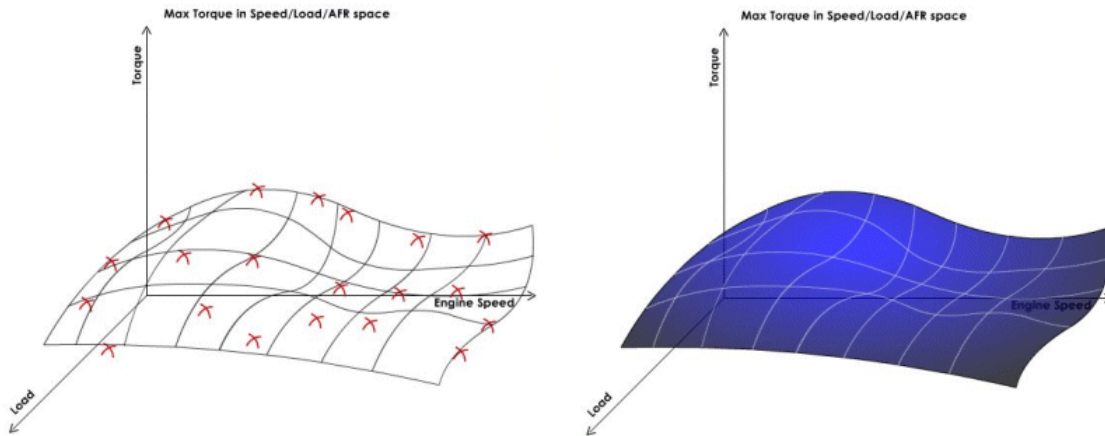 Max Torque in Speed/Load/AFR space
Torque
Engine Speed
Load
Max Torque in Speed/Load/AFR space
Torque
Engine Speed
Load